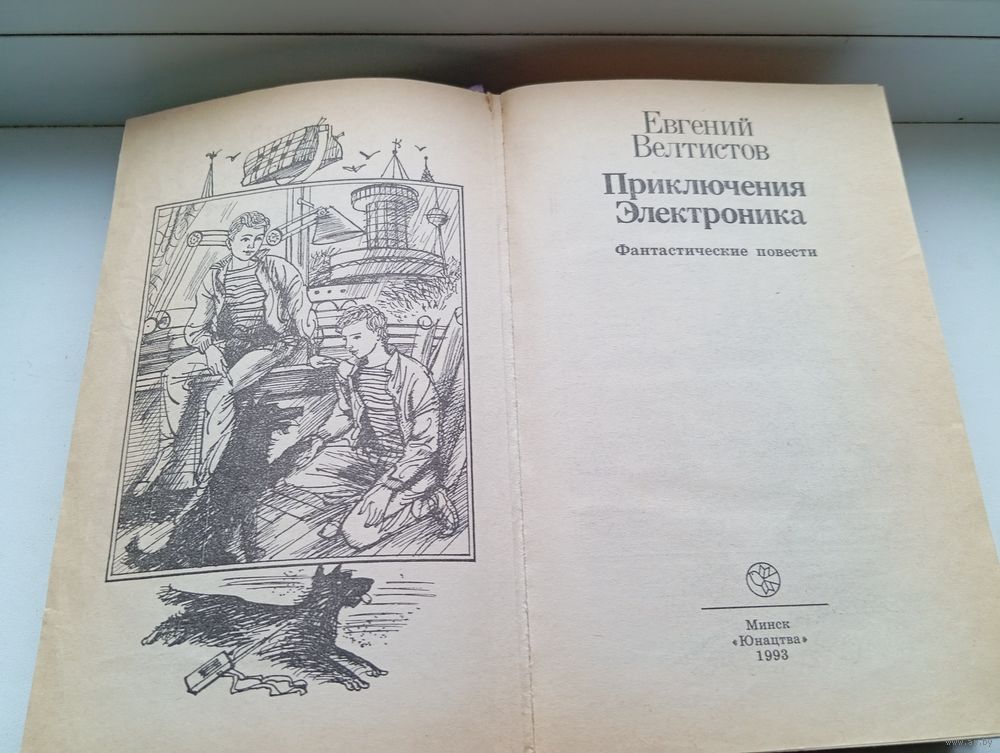 Евгений
Велтистов
Приключения
Электроника
Фантастические повести
Минск
«Юнацтва»
1993